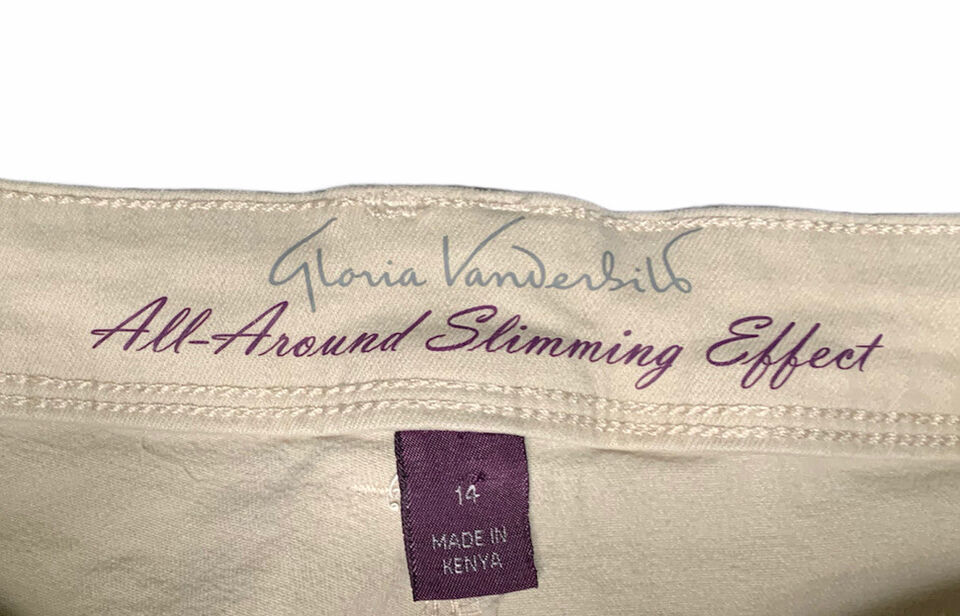 Gloria Vanderbilt
All-Around Slimming Effect
14
MADE IN
KENYA